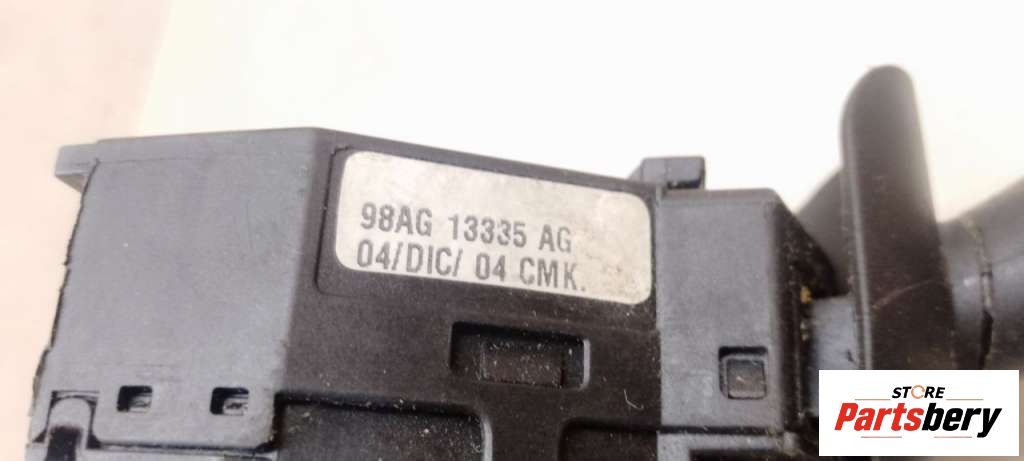 98AG 13335 AG
04/DIC/ 04 CMK.
STORE
Partsbery